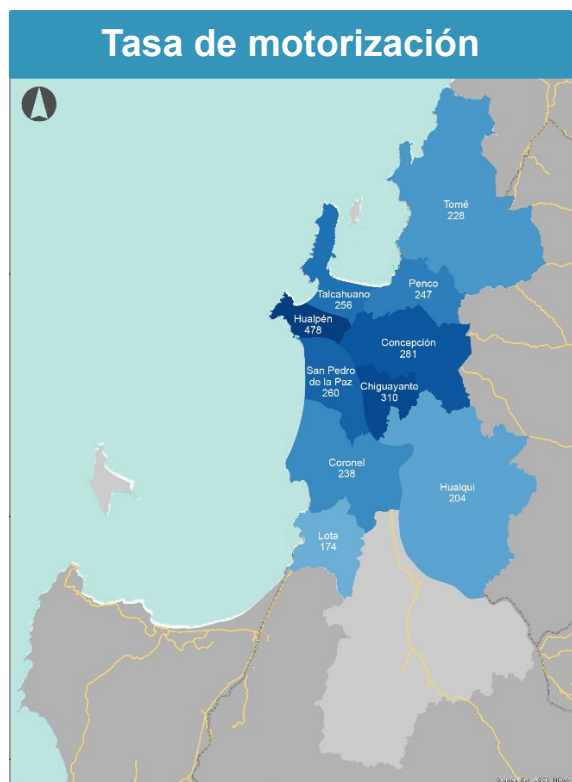 Tasa de motorización
Tomé
228
Penco
247
Talcahuano
256
Hualpén
478
Concepción
281
San Pedro
de la Paz
260
Chiguayante
310
Coronel
238
Hualqui
204
Lota
174